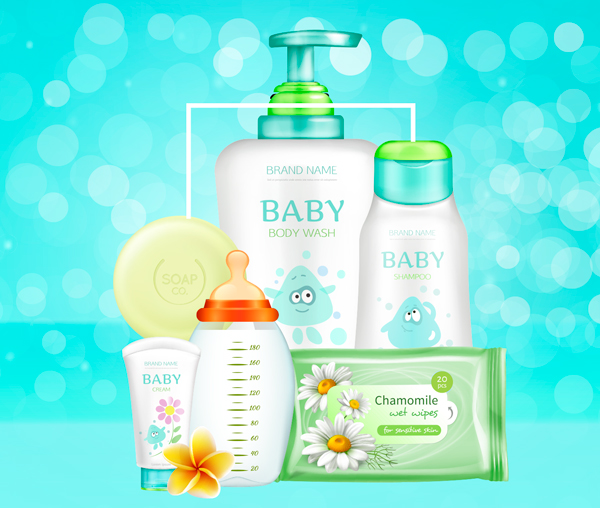 BRAND NAME
BABY
BODY WASH
BRAND NAME
BABY
SHAMPOO
SOAP
CO.
BRAND NAME
BABY
CREAM
180
160
140
120
100
80
60
40
20
20
pcs
Chamomile
wet wipes
for sensitive skin